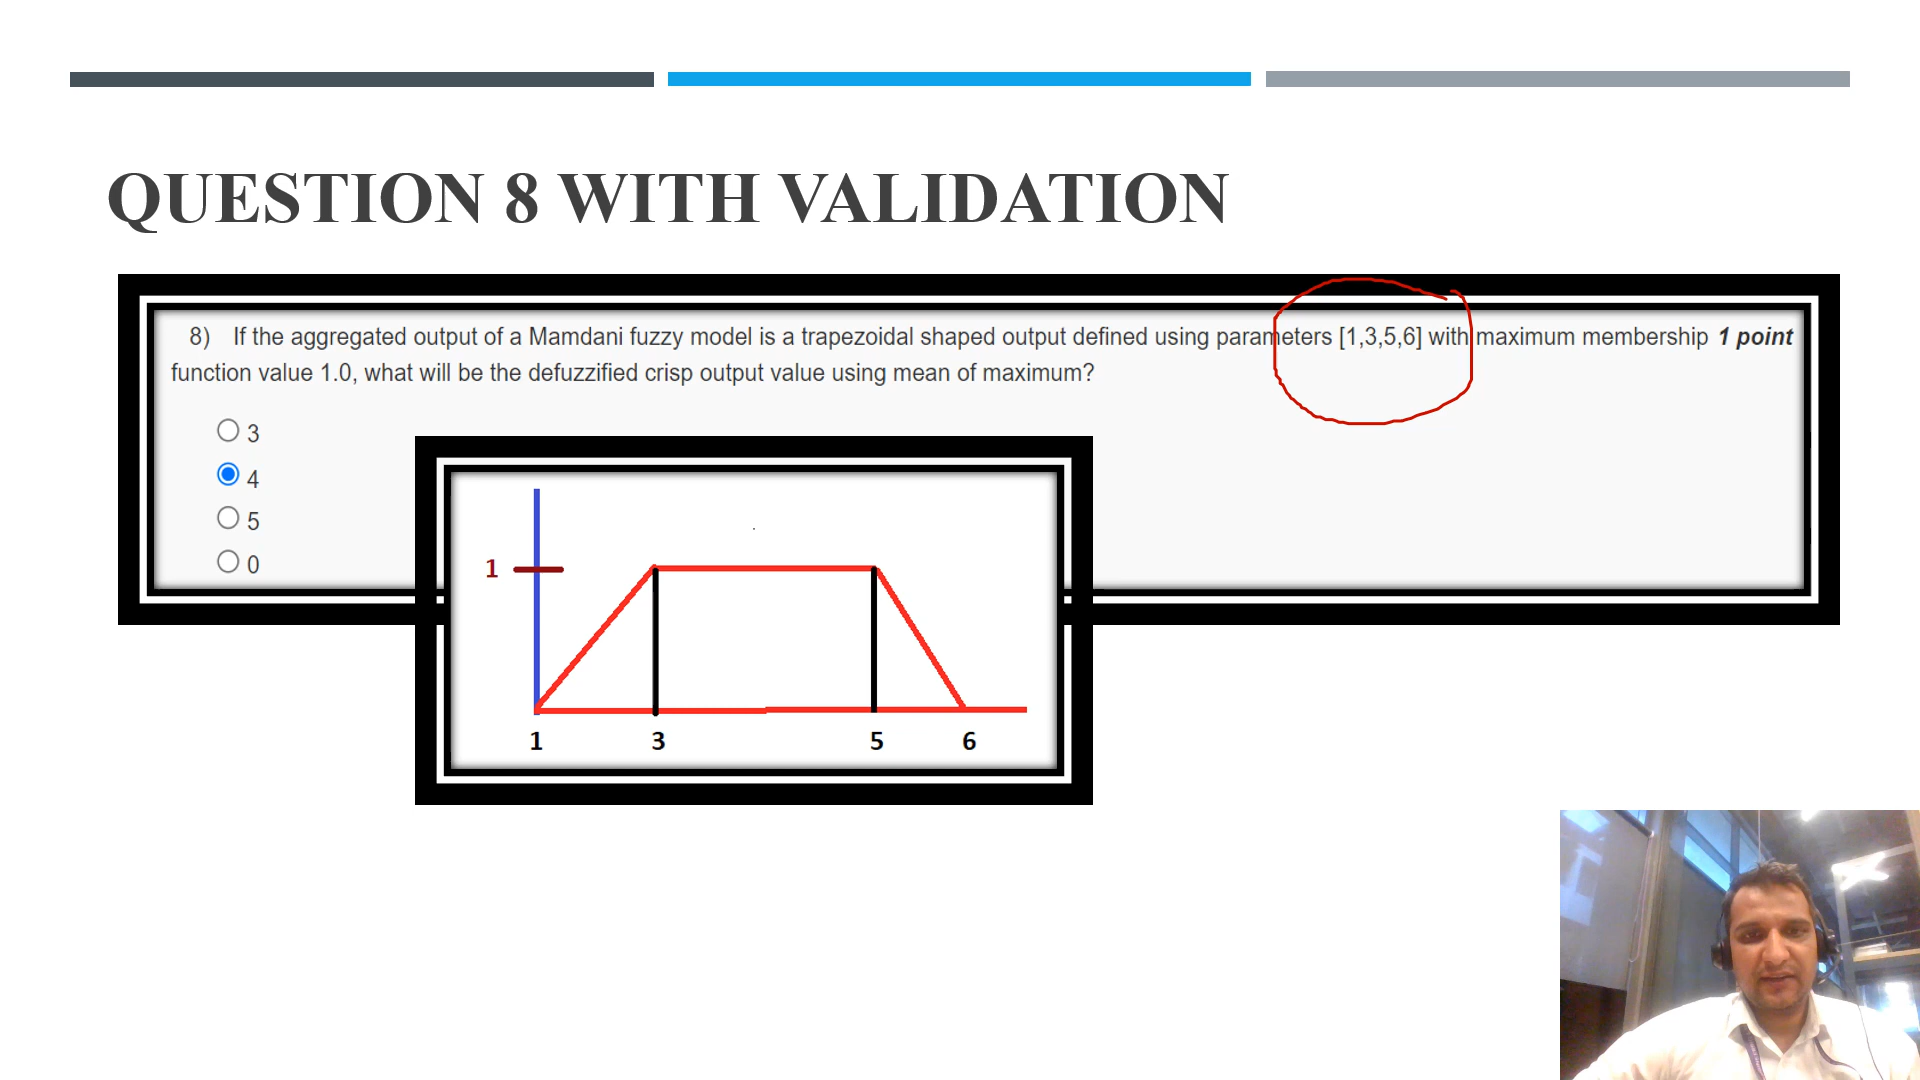 QUESTION 8 WITH VALIDATION
8) If the aggregated output of a Mamdani fuzzy model is a trapezoidal shaped output defined using parameters [1,3,5,6] with maximum membership 1 point
function value 1.0, what will be the defuzzified crisp output value using mean of maximum?
3
4
5
0
1
1 3 5 6